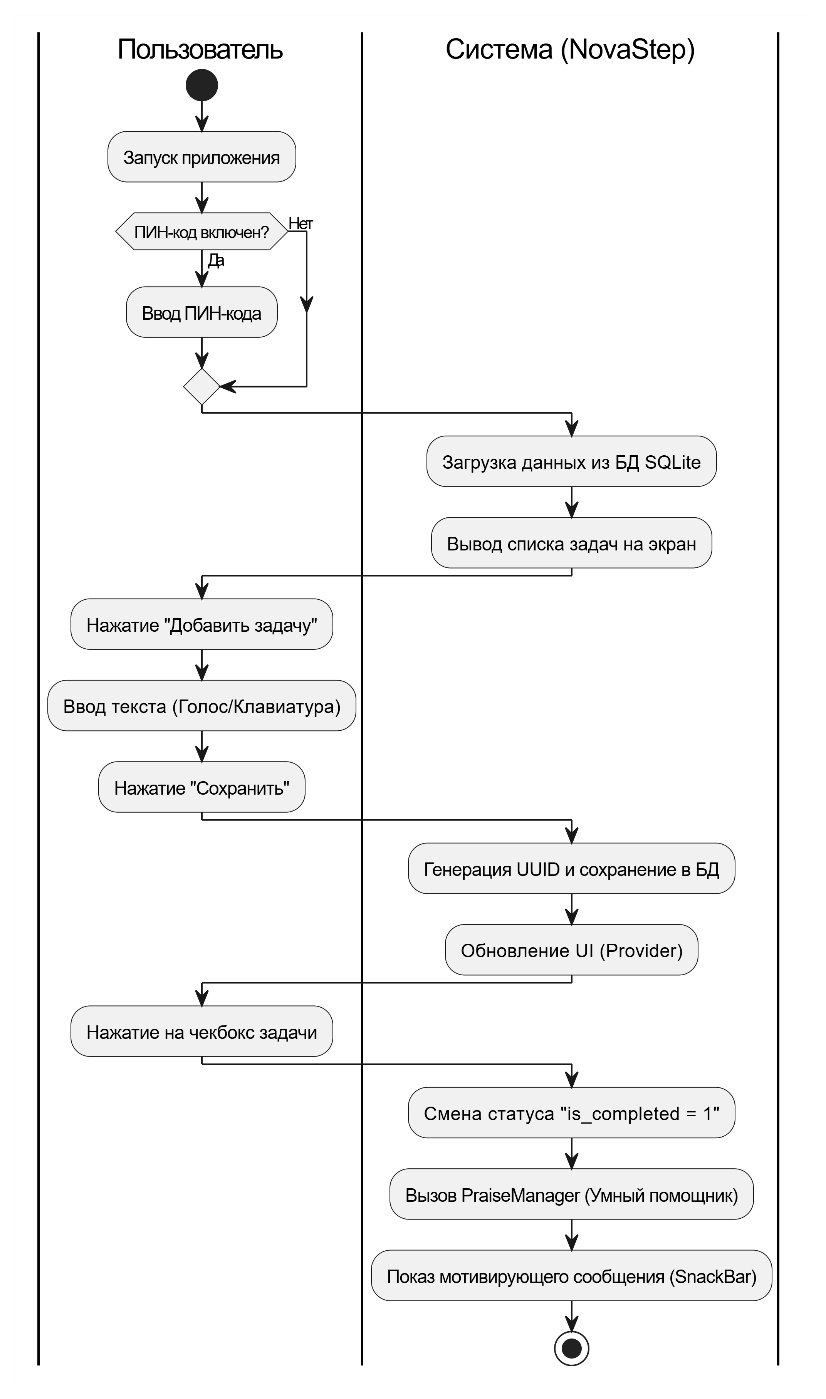 Пользователь
Система (NovaStep)
Запуск приложения
ПИН-код включен?
Нет
Да
Ввод ПИН-кода
Загрузка данных из БД SQLite
Вывод списка задач на экран
Нажатие "Добавить задачу"
Ввод текста (Голос/Клавиатура)
Нажатие "Сохранить"
Генерация UUID и сохранение в БД
Обновление UI (Provider)
Нажатие на чекбокс задачи
Смена статуса "is_completed = 1"
Вызов PraiseManager (Умный помощник)
Показ мотивирующего сообщения (SnackBar)